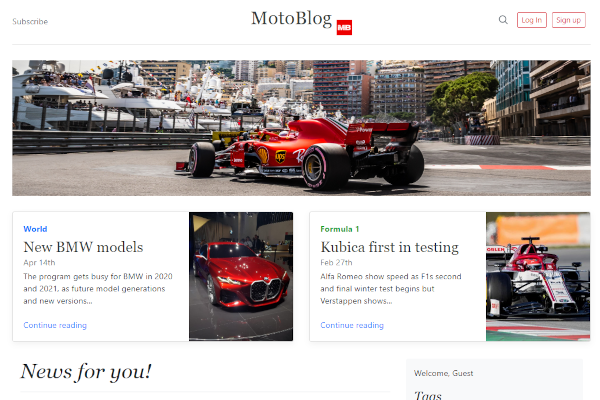 Subscribe
MotoBlog
MB
Log In
Sign up
ups
World
New BMW models
Apr 14th
The program gets busy for BMW in 2020
and 2021, as future model generations
and new versions...
Continue reading
Formula 1
Kubica first in testing
Feb 27th
Alfa Romeo show speed as F1s second
and final winter test begins but
Verstappen shows...
Continue reading
News for you!
Welcome, Guest
Tags